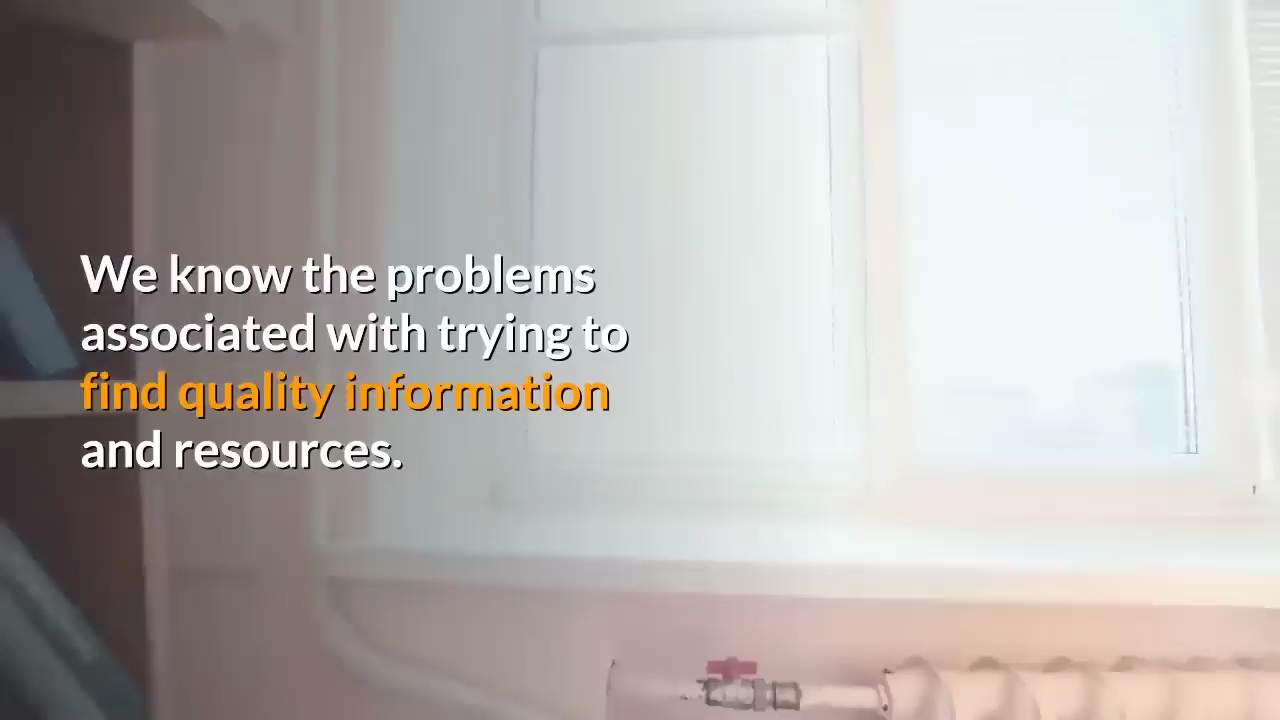 We know the problems
associated with trying to
find quality information
and resources.